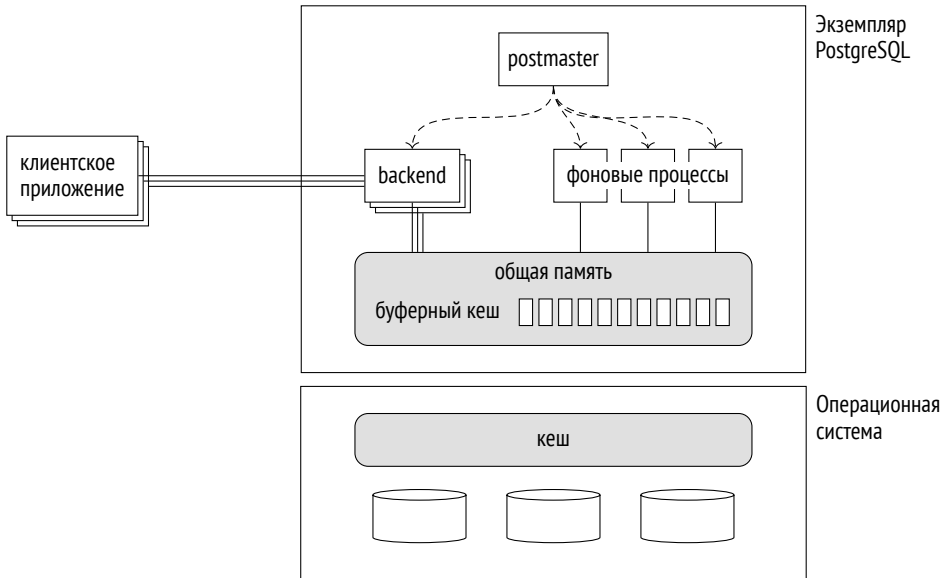 Экземпляр
PostgreSQL
postmaster
клиентское
приложение
backend
фоновые процессы
общая память
буферный кеш
Операционная
система
кеш